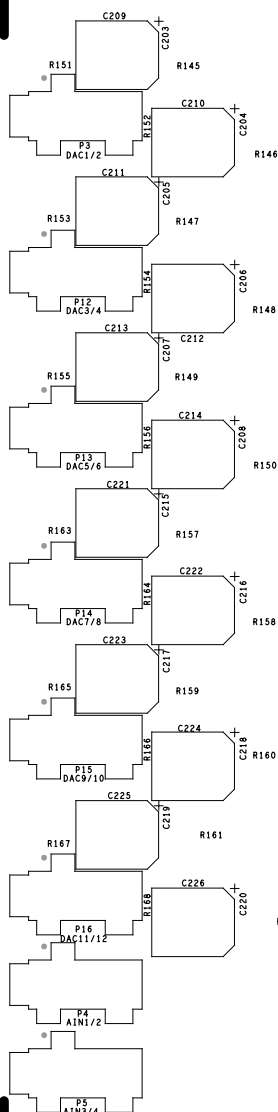 C209
C203
R151
R145
C210
C204
R152
P3
DAC1/2
R146
C211
C205
R153
R147
C206
R154
P12
DAC3/4
R148
C213
C207
C212
R155
R149
C214
C208
R156
P13
DAC5/6
R150
C221
C215
R163
R157
C222
C216
R164
P14
DAC7/8
R158
C223
C217
R165
R159
C224
C218
R166
P15
DAC9/10
R160
C225
C219
R167
R161
C226
C220
R168
P16
DAC11/12
P4
AIN1/2
P5
AIN3/4